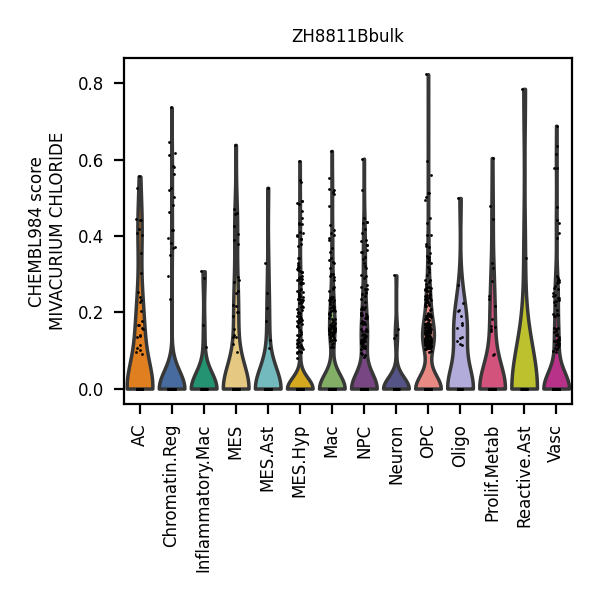 ZH8811Bbulk
CHEMBL984 score
MIVACURIUM CHLORIDE
0.8
0.6
0.4
0.2
0.0
AC
Chromatin.Reg
Inflammatory.Mac
MES
MES.Ast
MES.Hyp
Mac
NPC
Neuron
OPC
Oligo
Prolif.Metab
Reactive.Ast
Vasc